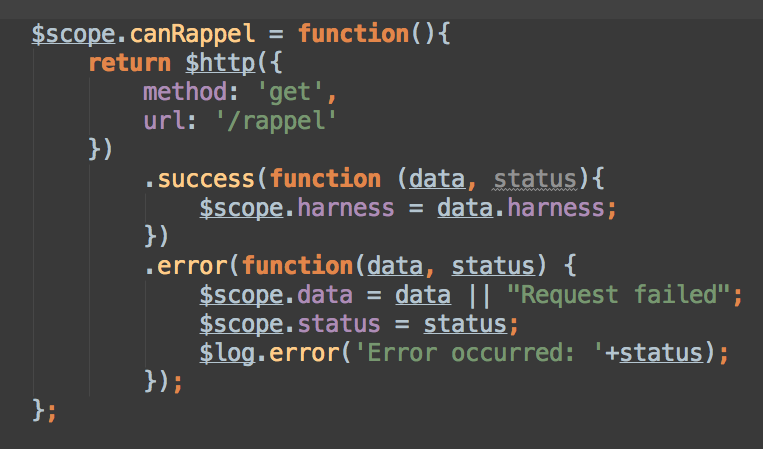 $scope.canRappel = function(){
    return $http({
        method: 'get',
        url: '/rappel'
    })
        .success(function (data, status){
            $scope.harness = data.harness;
        })
        .error(function(data, status) {
            $scope.data = data || "Request failed";
            $scope.status = status;
            $log.error('Error occurred: '+status);
        });
};